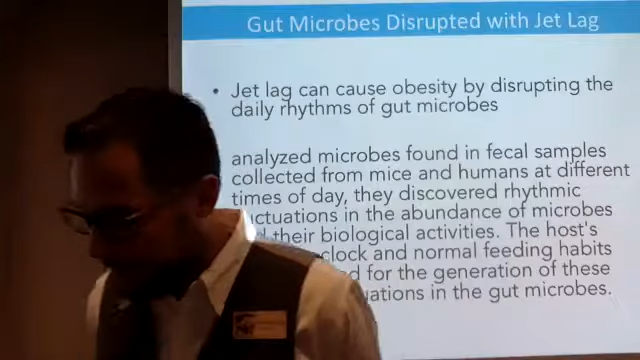 Gut Microbes Disrupted with Jet Lag
• Jet lag can cause obesity by disrupting the
daily rhythms of gut microbes
analyzed microbes found in fecal samples
collected from mice and humans at different
times of day, they discovered rhythmic
uctuations in the abundance of microbes
their biological activities. The host's
clock and normal feeding habits
d for the generation of these
uations in the gut microbes.